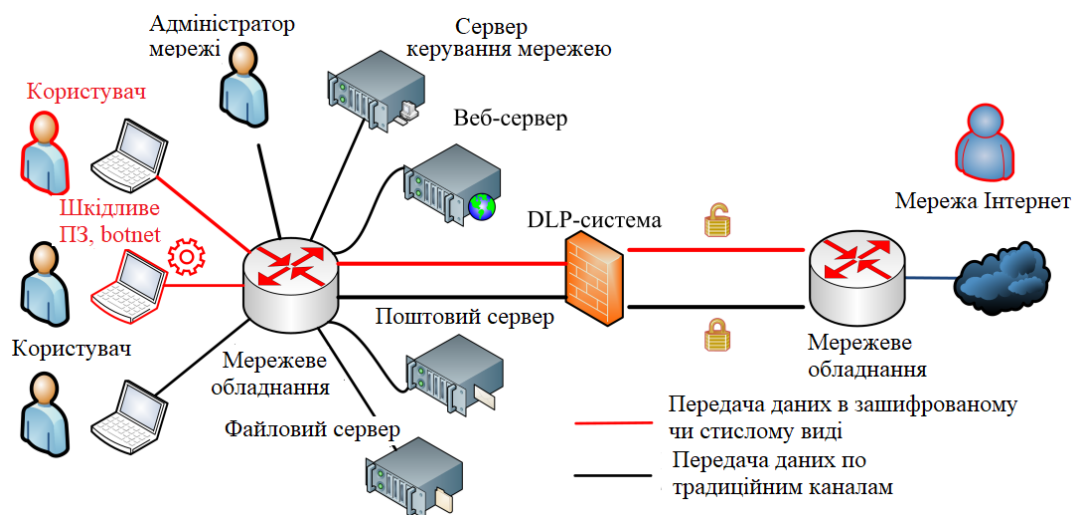 Адміністратор
мережі
Сервер
керування мережею
Користувач
Веб-сервер
Шкідливе
ПЗ, botnet
DLP-система
Мережа Інтернет
Користувач
Поштовий сервер
Мережеве
обладнання
Мережеве
обладнання
Файловий сервер
Передача даних в зашифрованому
чи стислому виді
Передача даних по
традиційним каналам